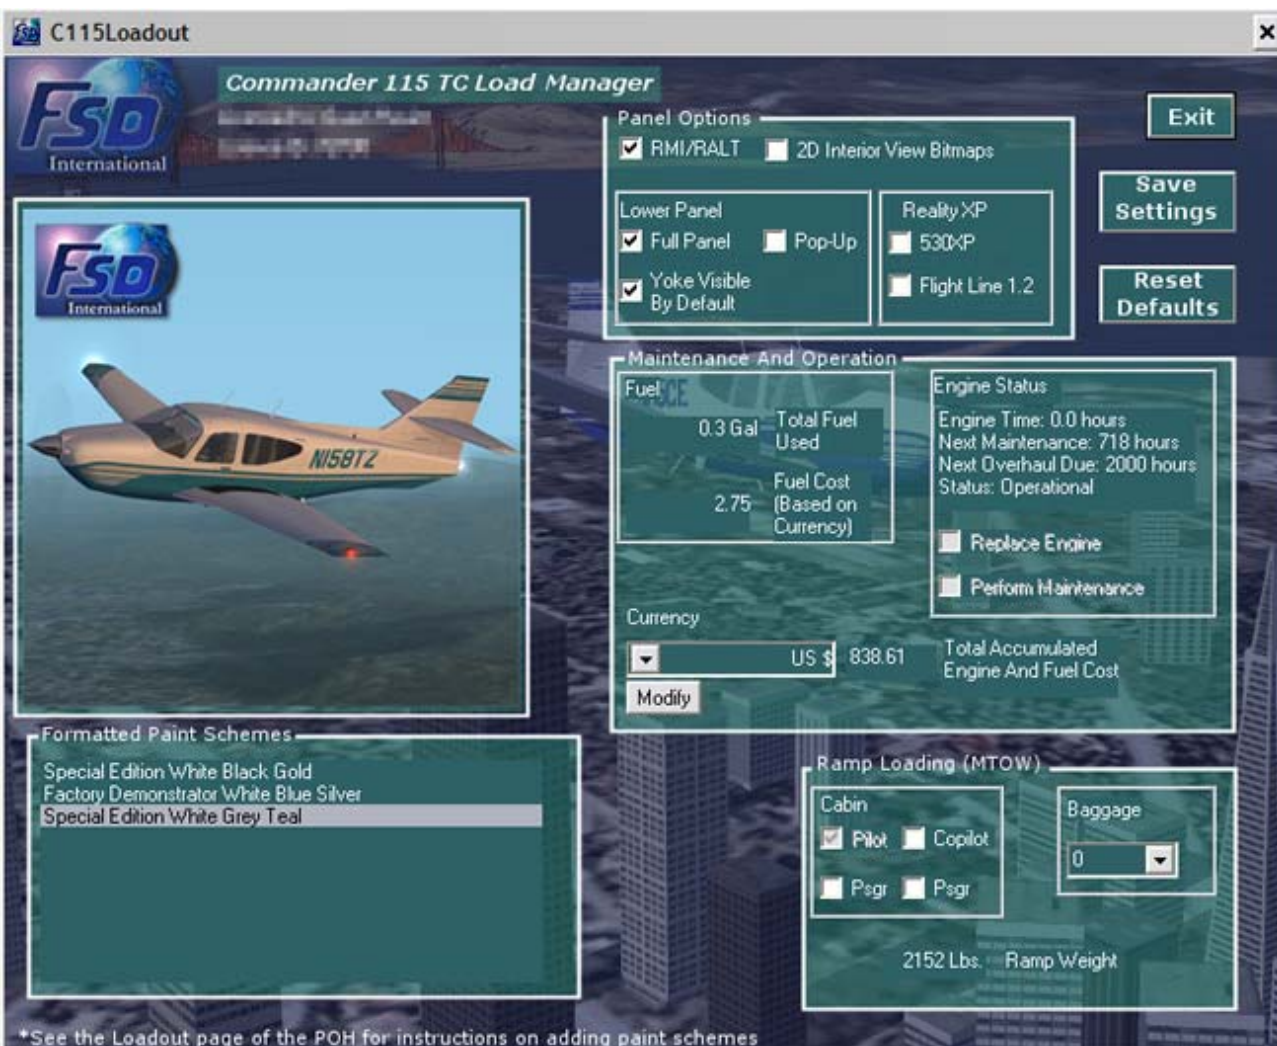 C115Loadout
FSD
International
Commander 115 TC Load Manager
Exit
Save
Settings
Reset
Defaults
Panel Options
RMI/RALT
2D Interior View Bitmaps
Lower Panel
Full Panel
Pop-Up
Yoke Visible
By Default
Reality XP
530XP
Flight Line 1.2
FSD
International
N158TZ
Maintenance And Operation
Fuel
0.3 Gal
Total Fuel
Used
2.75
Fuel Cost
(Based on
Currency)
Engine Status
Engine Time: 0.0 hours
Next Maintenance: 718 hours
Next Overhaul Due: 2000 hours
Status: Operational
Replace Engine
Perform Maintenance
Currency
US $
838.61
Total Accumulated
Engine And Fuel Cost
Modify
Formatted Paint Schemes
Special Edition White Black Gold
Factory Demonstrator White Blue Silver
Special Edition White Grey Teal
Ramp Loading (MTOW)
Cabin
Pilot
Copilot
Psgr
Psgr
Baggage
0
2152 Lbs.
Ramp Weight
*See the Loadout page of the POH for instructions on adding paint schemes